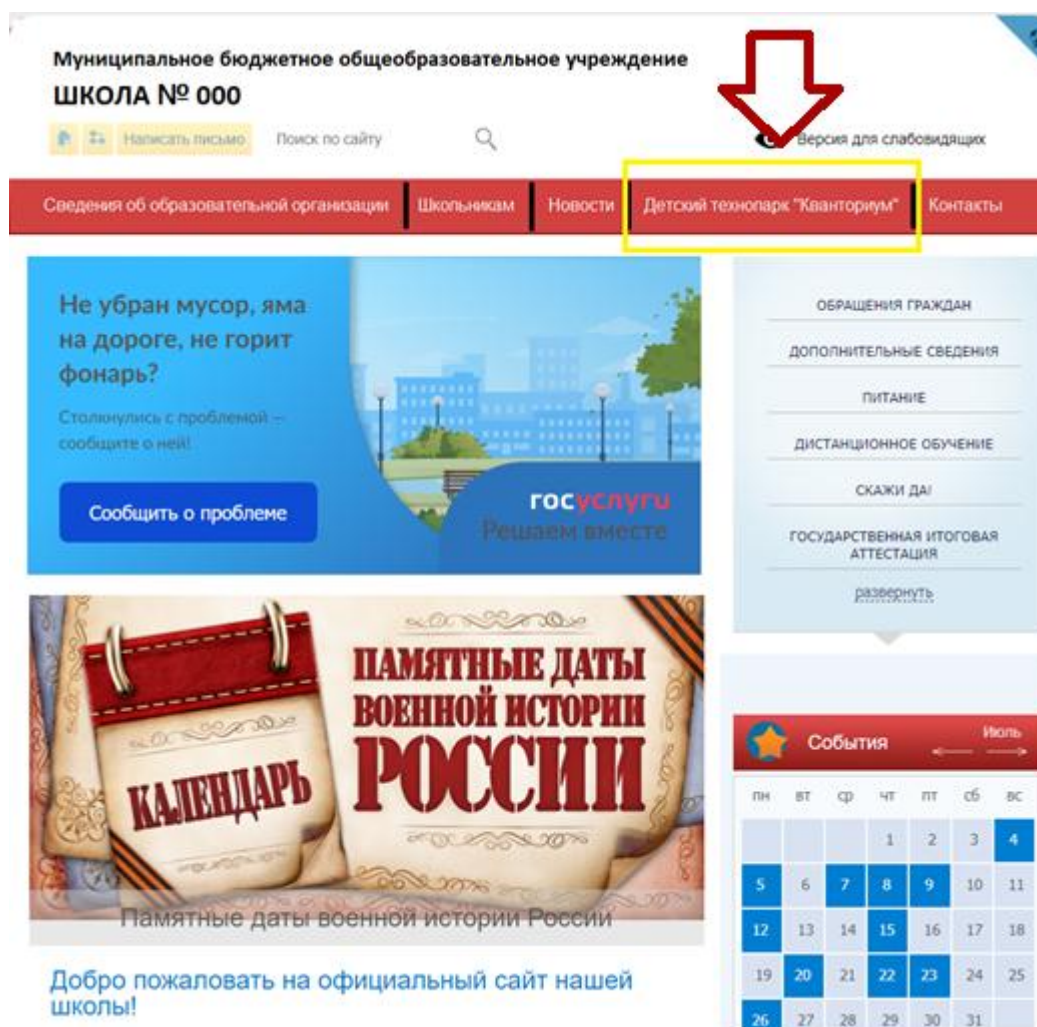 Муниципальное бюджетное общеобразовательное учреждение
ШКОЛА № 000
Написать письмо Поиск по сайту
Версия для слабовидящих
Сведения об образовательной организации Школьникам Новости Детский технопарк "Кванториум" Контакты
Не убран мусор, яма
на дороге, не горит
фонарь?
Столкнулись с проблемой —
сообщите о ней!
Сообщить о проблеме
госуслуги
Решаем вместе
ОБРАЩЕНИЯ ГРАЖДАН
ДОПОЛНИТЕЛЬНЫЕ СВЕДЕНИЯ
ПИТАНИЕ
ДИСТАНЦИОННОЕ ОБУЧЕНИЕ
СКАЖИ ДА!
ГОСУДАРСТВЕННАЯ ИТОГОВАЯ
АТТЕСТАЦИЯ
развернуть
КАЛЕНДАРЬ
ПАМЯТНЫЕ ДАТЫ
ВОЕННОЙ ИСТОРИИ
РОССИИ
Памятные даты военной истории России
Добро пожаловать на официальный сайт нашей
школы!
События Июль
пн вт ср чт пт сб вс
1 2 3 4
5 6 7 8 9 10 11
12 13 14 15 16 17 18
19 20 21 22 23 24 25
26 27 28 29 30 31